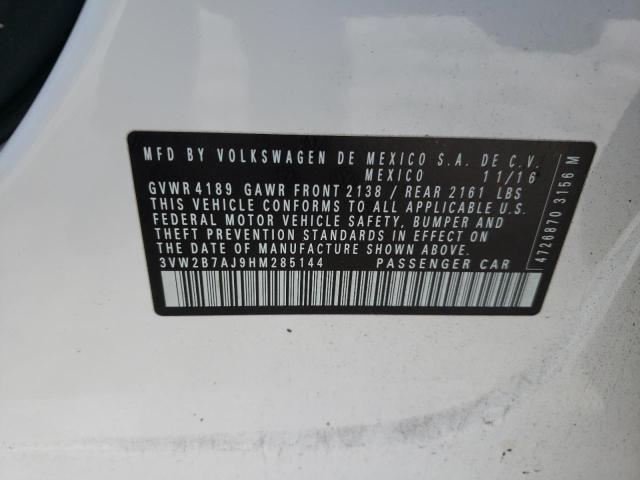 MFD BY VOLKSWAGEN DE MEXICO S.A. DE C.V.
MEXICO 11/16
GVWR 4189 GAWR FRONT 2138 / REAR 2161 LBS
THIS VEHICLE CONFORMS TO ALL APPLICABLE U.S.
FEDERAL MOTOR VEHICLE SAFETY, BUMPER AND
THEFT PREVENTION STANDARDS IN EFFECT ON
THE DATE OF MANUFACTURE SHOWN ABOVE.
3VW2B7AJ9HM285144 PASSENGER CAR
4728870 3156 M